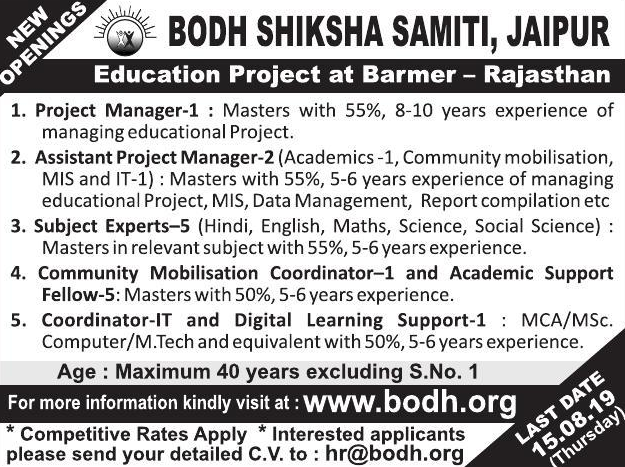 NEW
OPENINGS
BODH SHIKSHA SAMITI, JAIPUR
Education Project at Barmer – Rajasthan
1. Project Manager-1 : Masters with 55%, 8-10 years experience of
managing educational Project.
2. Assistant Project Manager-2 (Academics -1, Community mobilisation,
MIS and IT-1) : Masters with 55%, 5-6 years experience of managing
educational Project, MIS, Data Management, Report compilation etc
3. Subject Experts–5 (Hindi, English, Maths, Science, Social Science) :
Masters in relevant subject with 55%, 5-6 years experience.
4. Community Mobilisation Coordinator–1 and Academic Support
Fellow-5: Masters with 50%, 5-6 years experience.
5. Coordinator-IT and Digital Learning Support-1 : MCA/MSc.
Computer/M.Tech and equivalent with 50%, 5-6 years experience.
Age : Maximum 40 years excluding S.No. 1
For more information kindly visit at : www.bodh.org
* Competitive Rates Apply * Interested applicants
please send your detailed C.V. to : hr@bodh.org
LAST DATE
15.08.19
(Thursday)